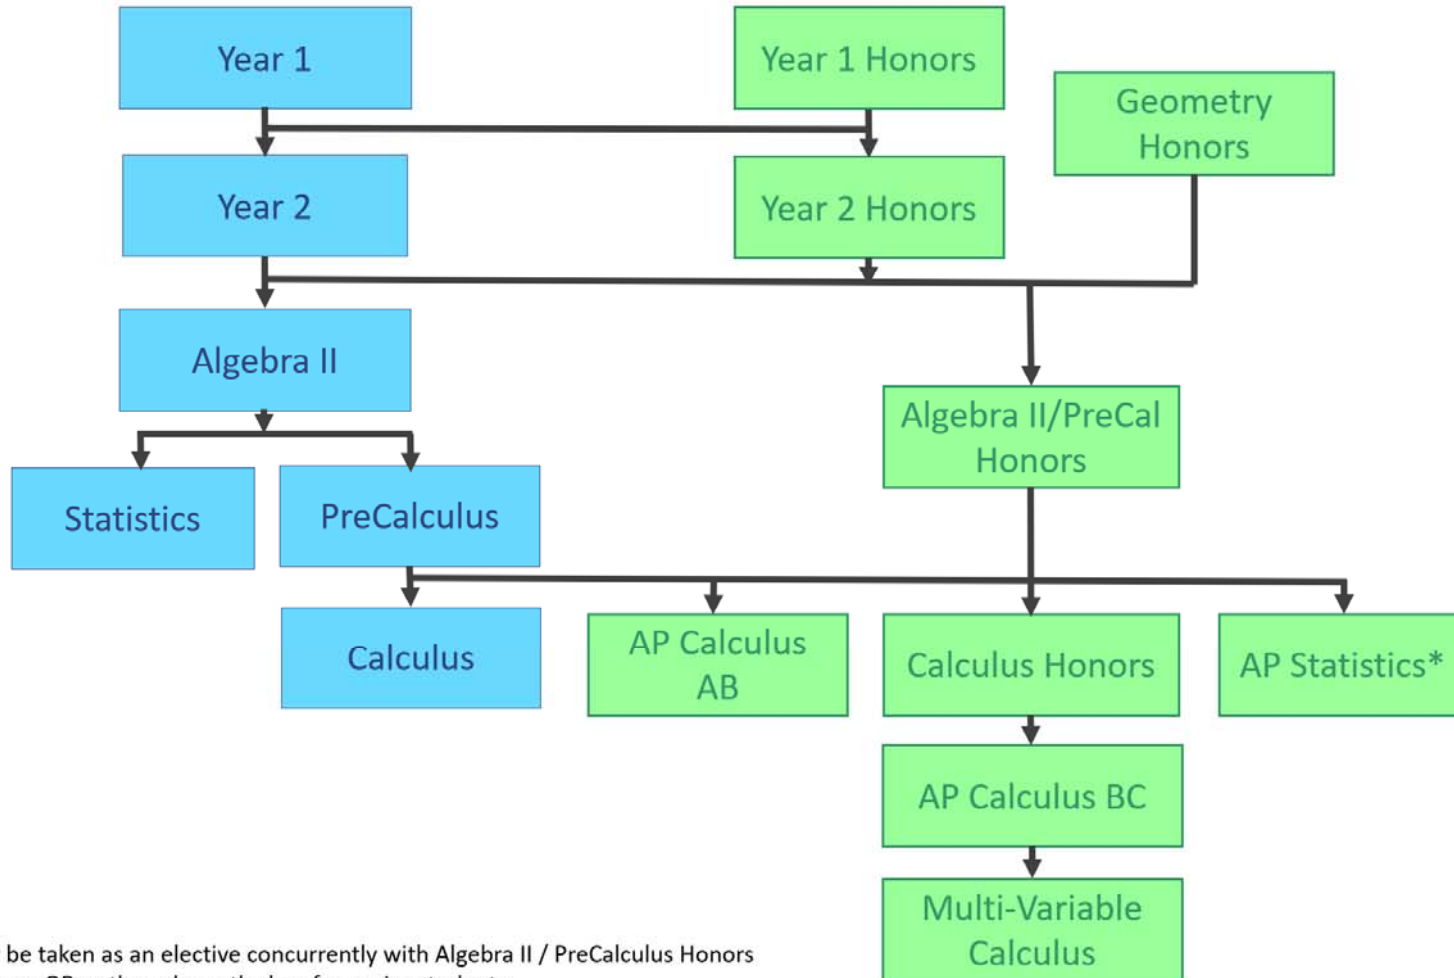 Year 1
Year 1 Honors
Geometry
Honors
Year 2
Year 2 Honors
Algebra II
Algebra II/PreCal
Honors
Statistics
PreCalculus
Calculus
AP Calculus
AB
Calculus Honors
AP Statistics*
AP Calculus BC
Multi-Variable
Calculus
be taken as an elective concurrently with Algebra II / PreCalculus Honors